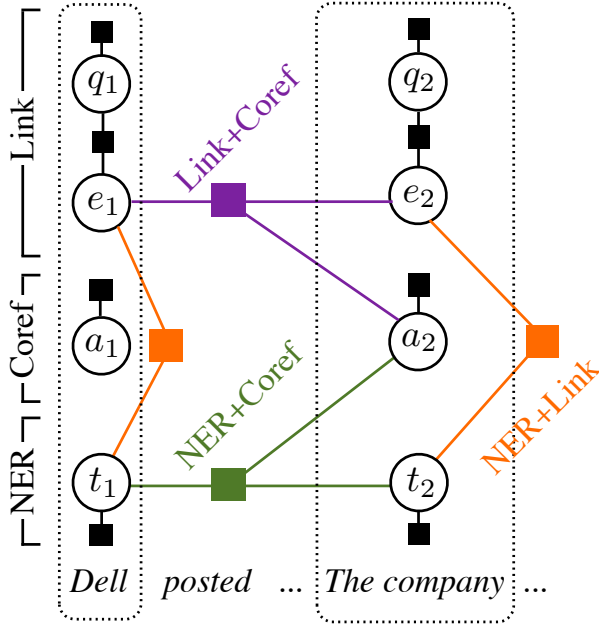 Link
Coref
NER
q1
q2
Link+Coref
e1
e2
a1
a2
NER+Coref
NER+Link
t1
t2
Dell posted ... The company ...